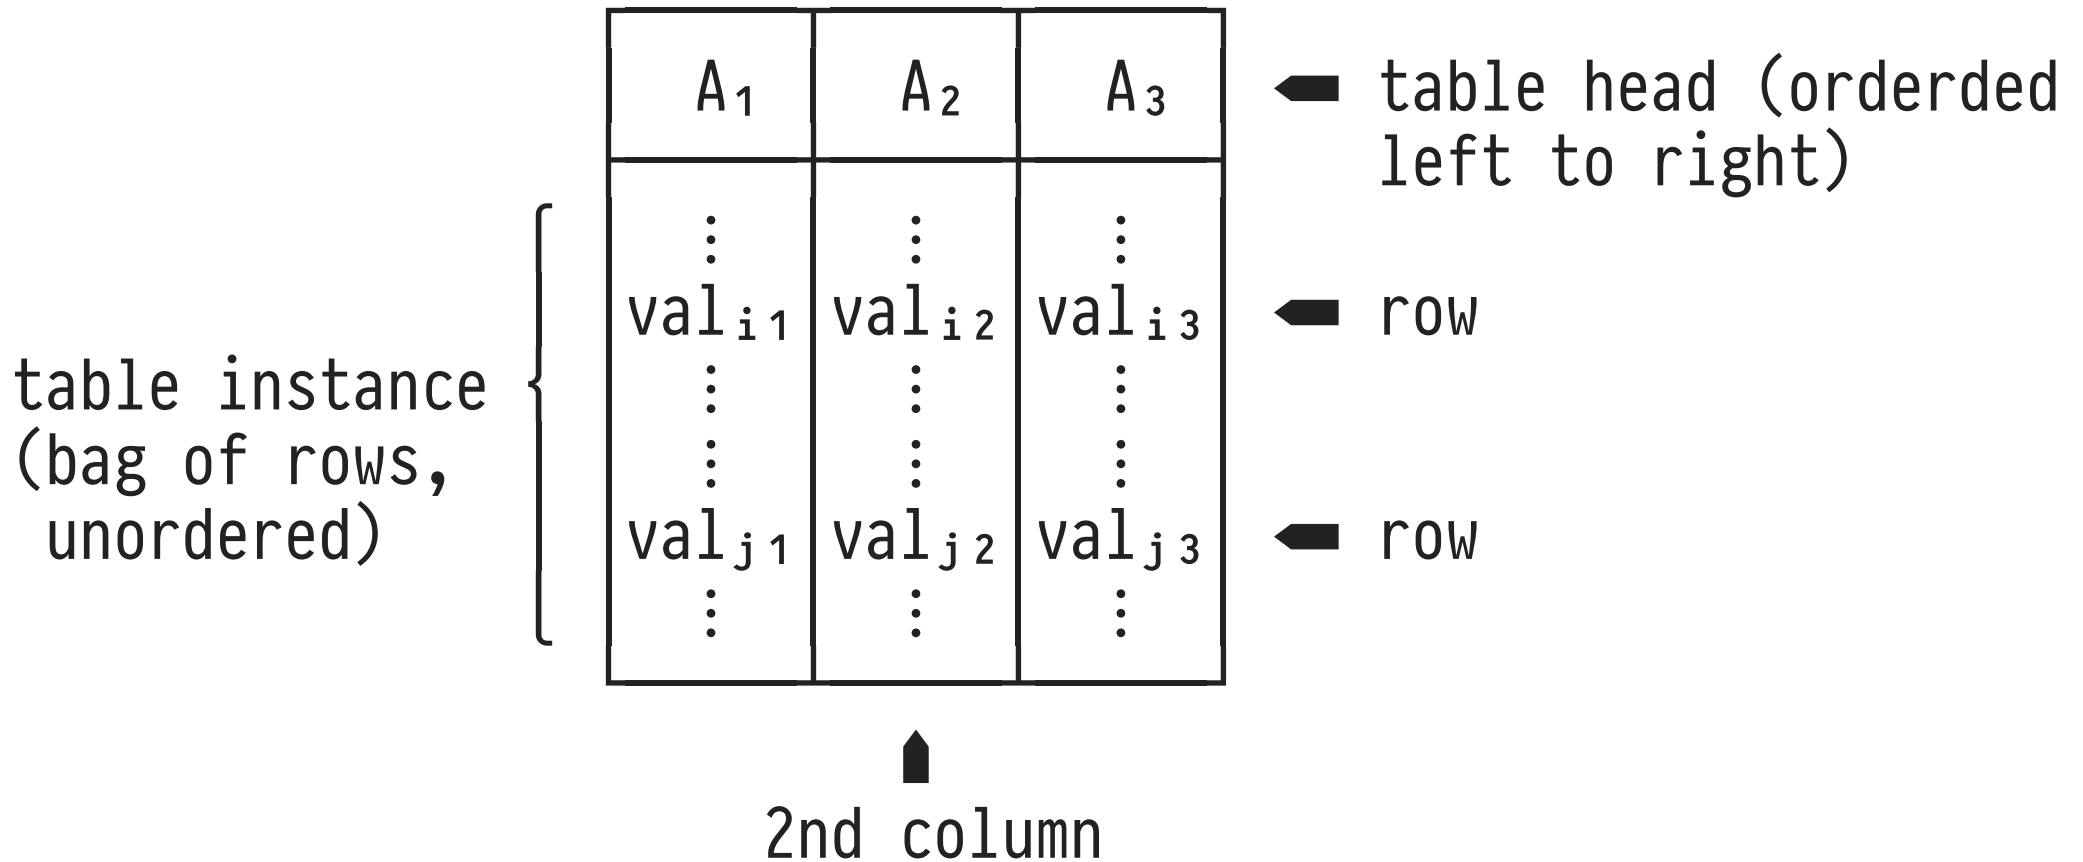 A₁ A₂ A₃
table head (orderded
left to right)
⋮ ⋮ ⋮
valᵢ₁ valᵢ₂ valᵢ₃
row
⋮ ⋮ ⋮
table instance
(bag of rows,
unordered)
⋮ ⋮ ⋮
valⱼ₁ valⱼ₂ valⱼ₃
row
⋮ ⋮ ⋮
2nd column